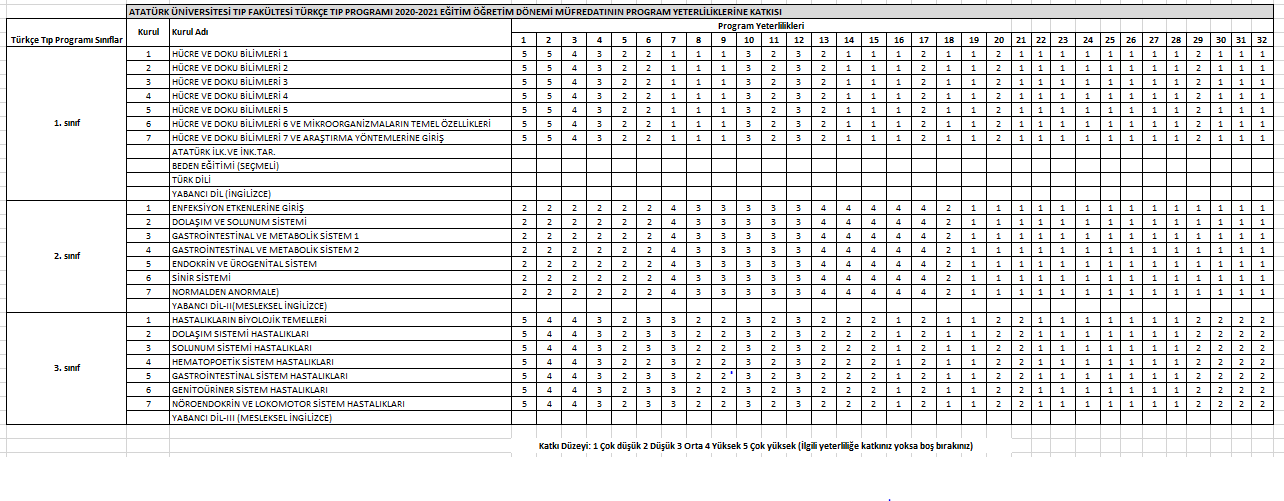 ATATÜRK ÜNİVERSİTESİ TIP FAKÜLTESİ TÜRKÇE TIP PROGRAMI 2020-2021 EĞİTİM ÖĞRETİM DÖNEMİ MÜFREDATININ PROGRAM YETERLİLİKLERİNE KATKISI
Türkçe Tıp Programı Sınıflar Kurul Kurul Adı Program Yeterlilikleri
1 2 3 4 5 6 7 8 9 10 11 12 13 14 15 16 17 18 19 20 21 22 23 24 25 26 27 28 29 30 31 32
1. sınıf
1 HÜCRE VE DOKU BİLİMLERİ 1 5 5 4 3 2 2 1 1 1 3 2 3 2 1 1 1 2 1 1 1 2 1 1 1 1 1 1 1 2 1 1 1
2 HÜCRE VE DOKU BİLİMLERİ 2 5 5 4 3 2 2 1 1 1 3 2 3 2 1 1 1 2 1 1 1 2 1 1 1 1 1 1 1 2 1 1 1
3 HÜCRE VE DOKU BİLİMLERİ 3 5 5 4 3 2 2 1 1 1 3 2 3 2 1 1 1 2 1 1 1 2 1 1 1 1 1 1 1 2 1 1 1
4 HÜCRE VE DOKU BİLİMLERİ 4 5 5 4 3 2 2 1 1 1 3 2 3 2 1 1 1 2 1 1 1 2 1 1 1 1 1 1 1 2 1 1 1
5 HÜCRE VE DOKU BİLİMLERİ 5 5 5 4 3 2 2 1 1 1 3 2 3 2 1 1 1 2 1 1 1 2 1 1 1 1 1 1 1 2 1 1 1
6 HÜCRE VE DOKU BİLİMLERİ 6 VE MİKROORGANİZMALARIN TEMEL ÖZELLİKLERİ 5 5 4 3 2 2 1 1 1 3 2 3 2 1 1 1 2 1 1 1 2 1 1 1 1 1 1 1 2 1 1 1
7 HÜCRE VE DOKU BİLİMLERİ 7 VE ARAŞTIRMA YÖNTEMLERİNE GİRİŞ 5 5 4 3 2 2 1 1 1 3 2 3 2 1 1 1 2 1 1 1 2 1 1 1 1 1 1 1 2 1 1 1
ATATÜRK İLK.VE İNK.TAR.
BEDEN EĞİTİMİ (SEÇMELİ)
TÜRK DİLİ
YABANCI DİL (İNGİLİZCE)
2. sınıf
1 ENFEKSİYON ETKENLERİNE GİRİŞ 2 2 2 2 2 2 4 3 3 3 3 3 4 4 4 4 4 2 1 1 1 1 1 1 1 1 1 1 1 1 1 1
2 DOLAŞIM VE SOLUNUM SİSTEMİ 2 2 2 2 2 2 4 3 3 3 3 3 4 4 4 4 4 2 1 1 1 1 1 1 1 1 1 1 1 1 1 1
3 GASTROİNTESTİNAL VE METABOLİK SİSTEM 1 2 2 2 2 2 2 4 3 3 3 3 3 4 4 4 4 4 2 1 1 1 1 1 1 1 1 1 1 1 1 1 1
4 GASTROİNTESTİNAL VE METABOLİK SİSTEM 2 2 2 2 2 2 2 4 3 3 3 3 3 4 4 4 4 4 2 1 1 1 1 1 1 1 1 1 1 1 1 1 1
5 ENDOKRİN VE ÜROGENİTAL SİSTEM 2 2 2 2 2 2 4 3 3 3 3 3 4 4 4 4 4 2 1 1 1 1 1 1 1 1 1 1 1 1 1 1
6 SİNİR SİSTEMİ 2 2 2 2 2 2 4 3 3 3 3 3 4 4 4 4 4 2 1 1 1 1 1 1 1 1 1 1 1 1 1 1
7 NORMALDEN ANORMALE) 2 2 2 2 2 2 4 3 3 3 3 3 4 4 4 4 4 2 1 1 1 1 1 1 1 1 1 1 1 1 1 1
YABANCI DİL-II(MESLEKSEL İNGİLİZCE)
3. sınıf
1 HASTALIKLARIN BİYOLOJİK TEMELLERİ 5 4 4 3 2 3 3 2 2 3 2 3 2 2 2 1 2 1 1 2 2 1 1 1 1 1 1 1 2 2 2 2
2 DOLAŞIM SISTEMİ HASTALIKLARI 5 4 4 3 2 3 3 2 2 3 2 3 2 2 2 1 2 1 1 2 2 1 1 1 1 1 1 1 2 2 2 2
3 SOLUNUM SİSTEMİ HASTALIKLARI 5 4 4 3 2 3 3 2 2 3 2 3 2 2 2 1 2 1 1 2 2 1 1 1 1 1 1 1 2 2 2 2
4 HEMATOPOETİK SİSTEM HASTALIKLARI 5 4 4 3 2 3 3 2 2 3 2 3 2 2 2 1 2 1 1 2 2 1 1 1 1 1 1 1 2 2 2 2
5 GASTROİNTESTİNAL SİSTEM HASTALIKLARI 5 4 4 3 2 3 3 2 2 3 2 3 2 2 2 1 2 1 1 2 2 1 1 1 1 1 1 1 2 2 2 2
6 GENİTOÜRİNER SİSTEM HASTALIKLARI 5 4 4 3 2 3 3 2 2 3 2 3 2 2 2 1 2 1 1 2 2 1 1 1 1 1 1 1 2 2 2 2
7 NÖROENDOKRİN VE LOKOMOTOR SİSTEM HASTALIKLARI 5 4 4 3 2 3 3 2 2 3 2 3 2 2 2 1 2 1 1 2 2 1 1 1 1 1 1 1 2 2 2 2
YABANCI DİL-III (MESLEKSEL İNGİLİZCE)
Katkı Düzeyi: 1 Çok düşük 2 Düşük 3 Orta 4 Yüksek 5 Çok yüksek (İlgili yeterliliğe katkınız yoksa boş bırakınız)